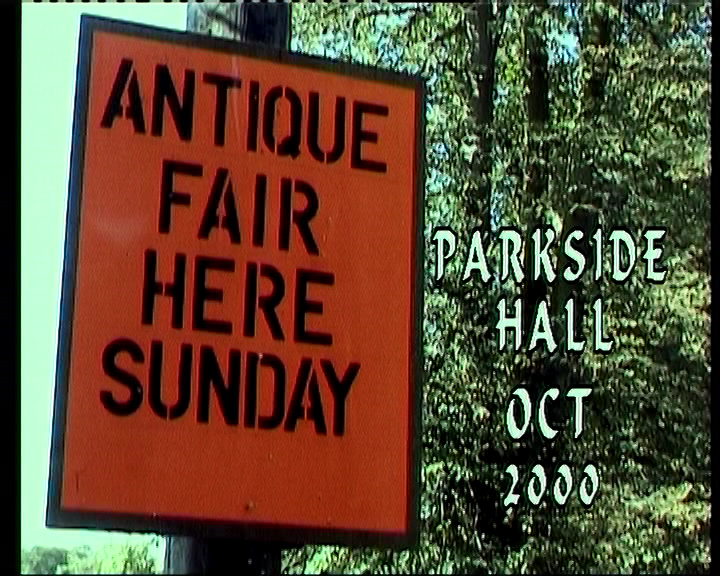 ANTIQUE
FAIR
HERE
SUNDAY
PARKSIDE
HALL
OCT
2000